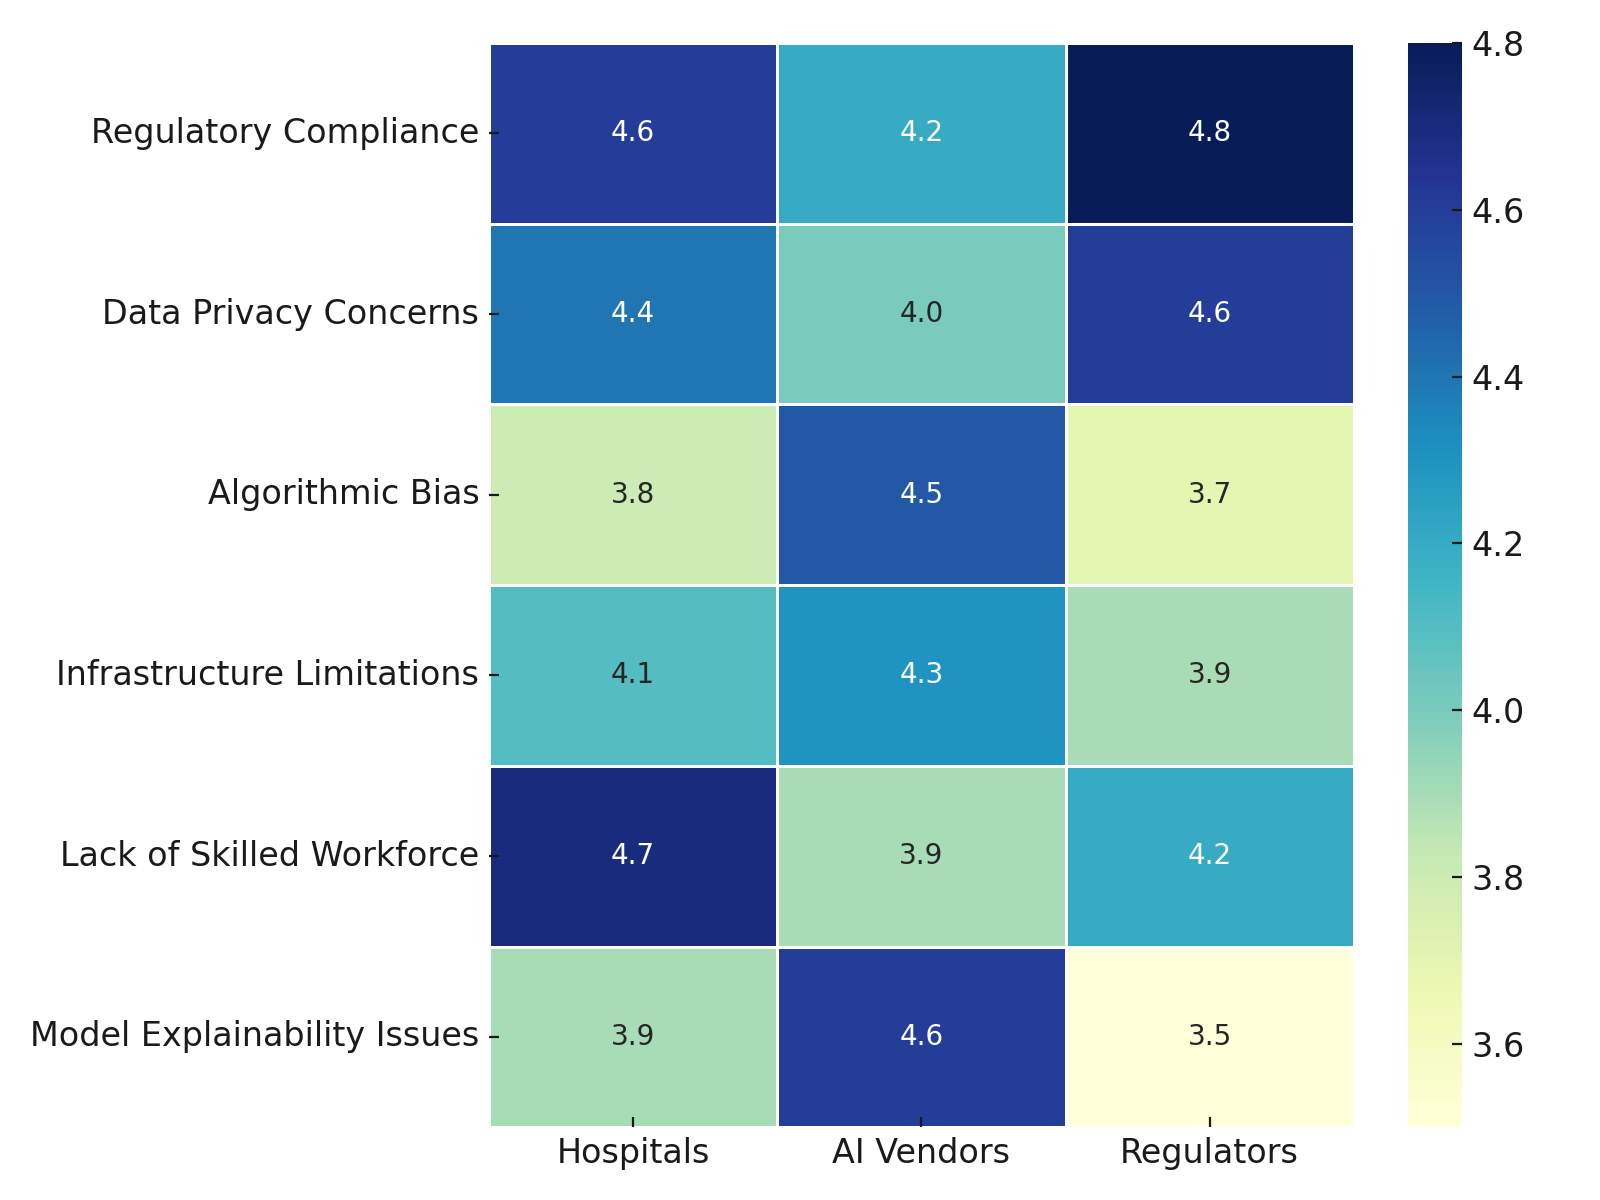 Regulatory Compliance 4.6 4.2 4.8
Data Privacy Concerns 4.4 4.0 4.6
Algorithmic Bias 3.8 4.5 3.7
Infrastructure Limitations 4.1 4.3 3.9
Lack of Skilled Workforce 4.7 3.9 4.2
Model Explainability Issues 3.9 4.6 3.5
Hospitals AI Vendors Regulators
4.8
4.6
4.4
4.2
4.0
3.8
3.6